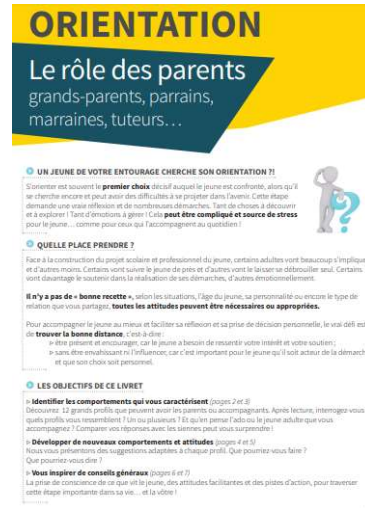 ORIENTATION
Le rôle des parents
grands-parents, parrains,
marraines, tuteurs…
UN JEUNE DE VOTRE ENTOURAGE CHERCHE SON ORIENTATION ?!
S'orienter est souvent le premier choix décisif auquel le jeune est confronté, alors qu'il
se cherche encore et peut avoir des difficultés à se projeter dans l'avenir. Cette étape
demande une vraie réflexion et de nombreuses démarches. Tant de choses à découvrir
et à explorer ! Tant d'émotions à gérer ! Cela peut être compliqué et source de stress
pour le jeune… comme pour ceux qui l'accompagnent au quotidien !
QUELLE PLACE PRENDRE ?
Face à la construction du projet scolaire et professionnel du jeune, certains adultes vont beaucoup s'implique
et d'autres moins. Certains vont suivre le jeune de près et d'autres vont le laisser se débrouiller seul. Certains
vont davantage le soutenir dans la réalisation de ses démarches, d'autres émotionnellement.
Il n'y a pas de « bonne recette », selon les situations, l'âge du jeune, sa personnalité ou encore le type de
relation que vous partagez, toutes les attitudes peuvent être nécessaires ou appropriées.
Pour accompagner le jeune au mieux et faciliter sa réflexion et sa prise de décision personnelle, le vrai défi est
de trouver la bonne distance, c'est-à-dire :
être présent et encourager, car le jeune a besoin de ressentir votre intérêt et votre soutien ;
sans être envahissant ni l'influencer, car c'est important pour le jeune qu'il soit acteur de la démarch
et que son choix soit personnel.
LES OBJECTIFS DE CE LIVRET
Identifier les comportements qui vous caractérisent (pages 2 et 3)
Découvrez 12 grands profils que peuvent avoir les parents ou accompagnants. Après lecture, interrogez-vous
quels profils vous ressemblent ? Un ou plusieurs ? Et qu'en pense l'ado ou le jeune adulte que vous
accompagnez ? Comparer vos réponses avec les siennes peut vous surprendre !
Développer de nouveaux comportements et attitudes (pages 4 et 5)
Nous vous présentons des suggestions adaptées à chaque profil. Que pourriez-vous faire ?
Que pourriez-vous dire ?
Vous inspirer de conseils généraux (pages 6 et 7)
La prise de conscience de ce que vit le jeune, des attitudes facilitantes et des pistes d'action, pour traverser
cette étape importante dans sa vie… et la vôtre !